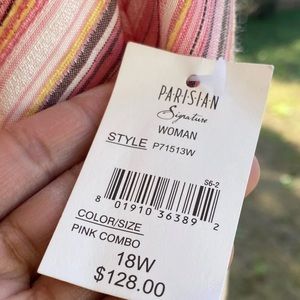 PARISIAN
Signature
WOMAN
STYLE P71513W
S6-2
8 01910 36389 2
COLOR/SIZE
PINK COMBO
18W
$128.00